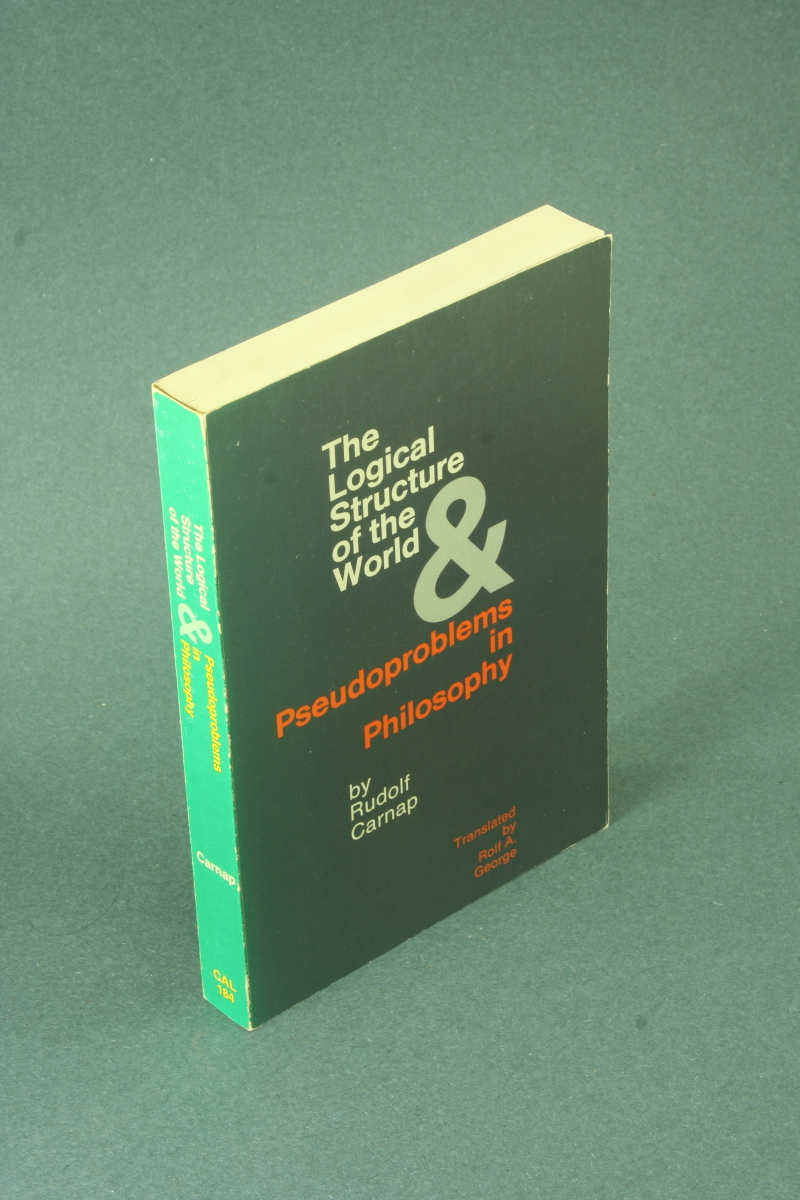 The
Logical
Structure
of the
World
&
Pseudoproblems
in
Philosophy
by
Rudolf
Carnap
Translated
by
Rolf A.
George
The Logical
Structure
of the World
&
Pseudoproblems
in
Philosophy
Carnap
CAL
184